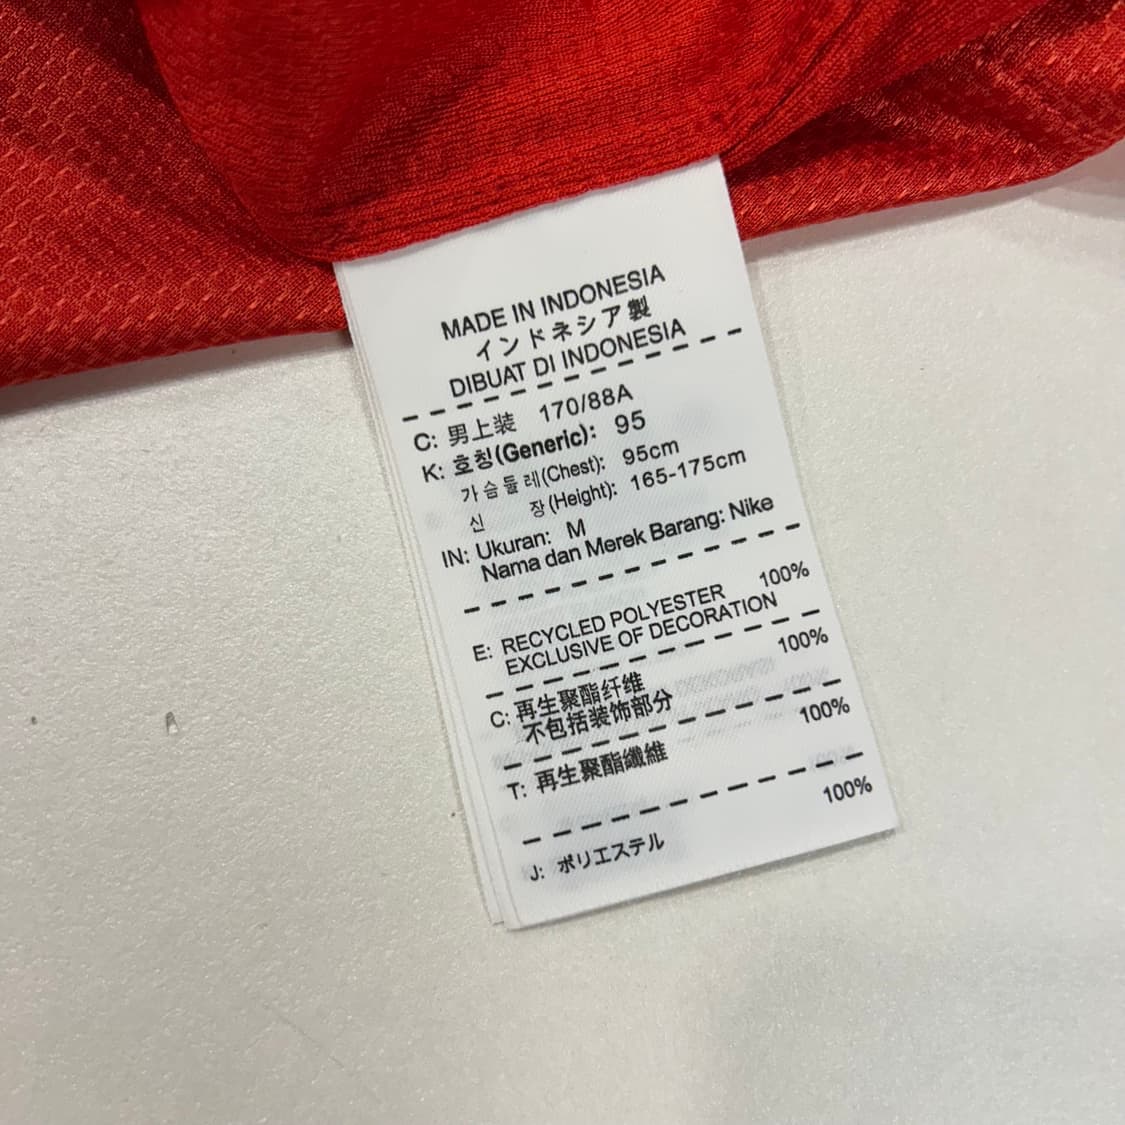 MADE IN INDONESIA
インドネシア製
DIBUAT DI INDONESIA
C: 男上装 170/88A
K: 호칭(Generic): 95
가슴둘레(Chest): 95cm
신 장(Height): 165-175cm
IN: Ukuran: M
Nama dan Merek Barang: Nike
E: RECYCLED POLYESTER 100%
EXCLUSIVE OF DECORATION
C: 再生聚酯纤维 100%
不包括装饰部分
T: 再生聚酯纖維 100%
J: ポリエステル 100%